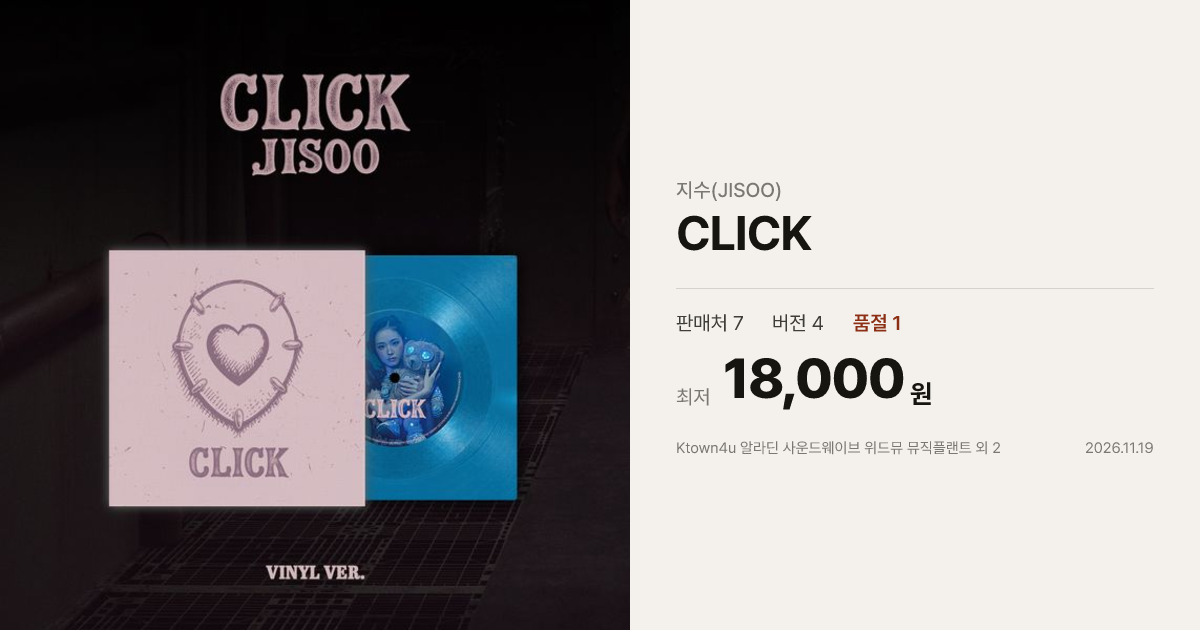 CLICK
JISOO
CLICK
CLICK
VINYL VER.
지수(JISOO)
CLICK
판매처 7 버전 4 품절 1
최저 18,000 원
Ktown4u 알라딘 사운드웨이브 위드뮤 뮤직플랜트 외 2 2026.11.19